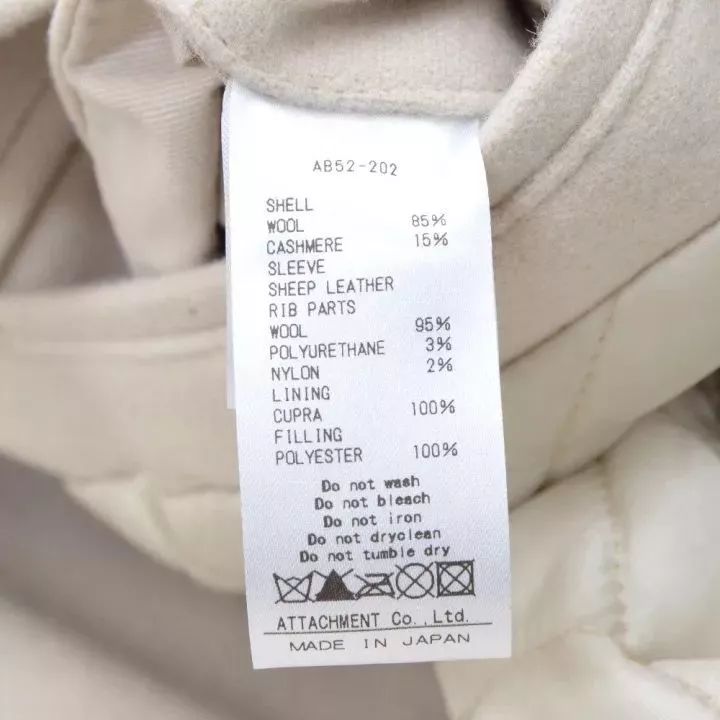 AB52-202
SHELL
WOOL 85%
CASHMERE 15%
SLEEVE
SHEEP LEATHER
RIB PARTS
WOOL 95%
POLYURETHANE 3%
NYLON 2%
LINING
CUPRA 100%
FILLING
POLYESTER 100%
Do not wash
Do not bleach
Do not iron
Do not dryclean
Do not tumble dry
ATTACHMENT Co.,Ltd.
MADE IN JAPAN